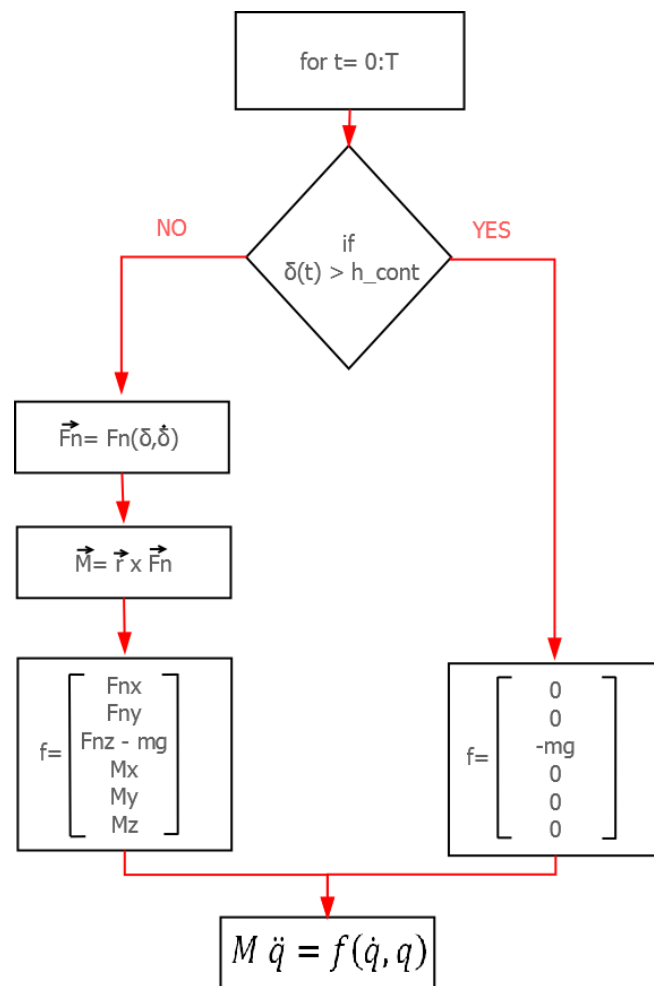 for t= 0:T
if
δ(t) > h_cont
NO
YES
F⃗n= Fn(δ,δ̇)
M⃗= r⃗ x F⃗n
f=
Fnx
Fny
Fnz - mg
Mx
My
Mz
f=
0
0
-mg
0
0
0
M q̈ = f(q̇, q)